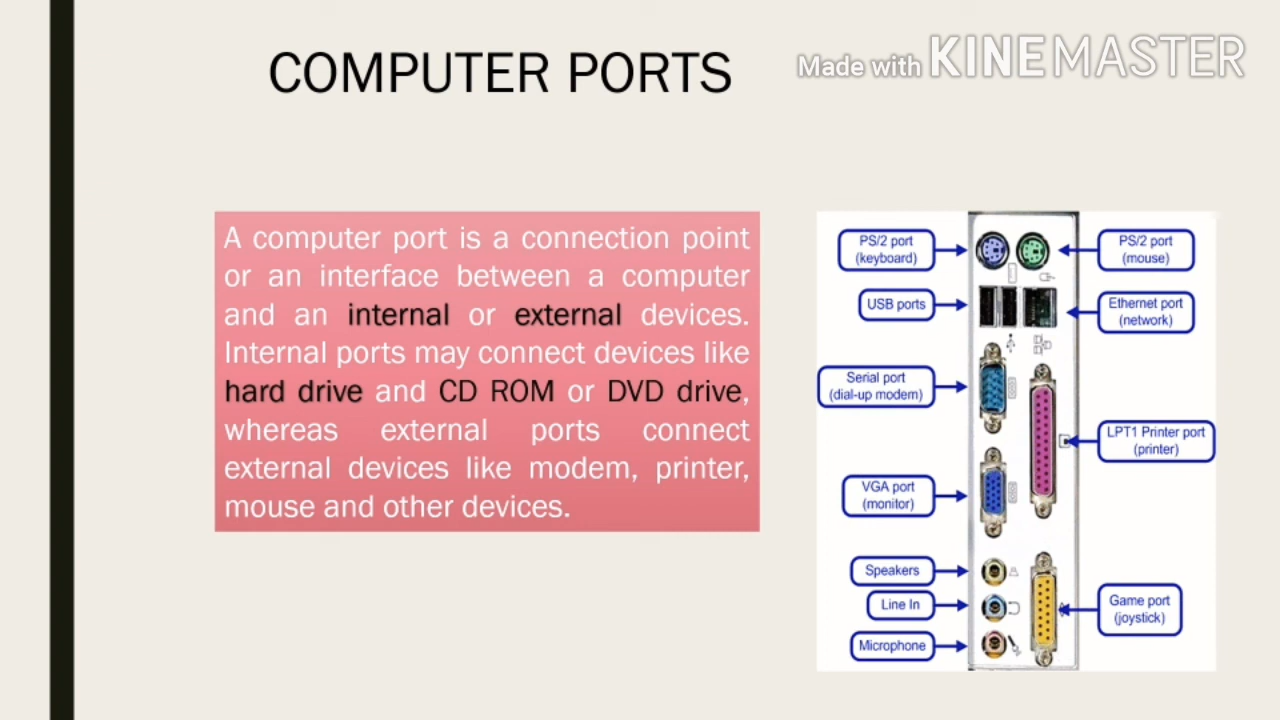 COMPUTER PORTS
Made with KINEMASTER
A computer port is a connection point
or an interface between a computer
and an internal or external devices.
Internal ports may connect devices like
hard drive and CD ROM or DVD drive,
whereas external ports connect
external devices like modem, printer,
mouse and other devices.
PS/2 port
(keyboard)
PS/2 port
(mouse)
USB ports
Ethernet port
(network)
Serial port
(dial-up modem)
LPT1 Printer port
(printer)
VGA port
(monitor)
Speakers
Line In
Game port
(joystick)
Microphone